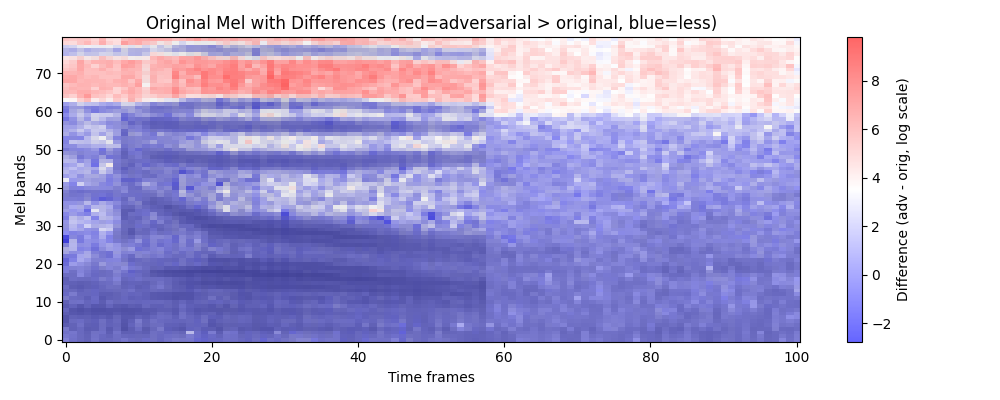 Original Mel with Differences (red=adversarial > original, blue=less)
Mel bands
70
60
50
40
30
20
10
0
0 20 40 60 80 100
Time frames
8
6
4
2
0
−2
Difference (adv - orig, log scale)